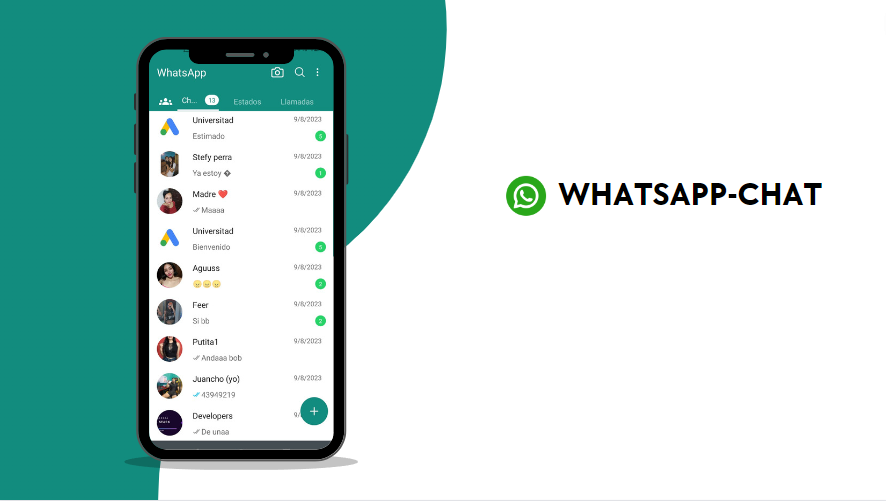 WhatsApp
Ch... 13 Estados Llamadas
Universitad 9/8/2023
Estimado 5
Stefy perra 9/8/2023
Ya estoy � 1
Madre ❤️ 9/8/2023
Maaaa
Universitad 9/8/2023
Bienvenido 5
Aguuss 9/8/2023
😐😐😐 3
Feer 9/8/2023
Si bb 2
Putita1 9/8/2023
Andaaa bob
Juancho (yo) 9/8/2023
43949219
Developers 9/
De unaa
+
WHATSAPP-CHAT